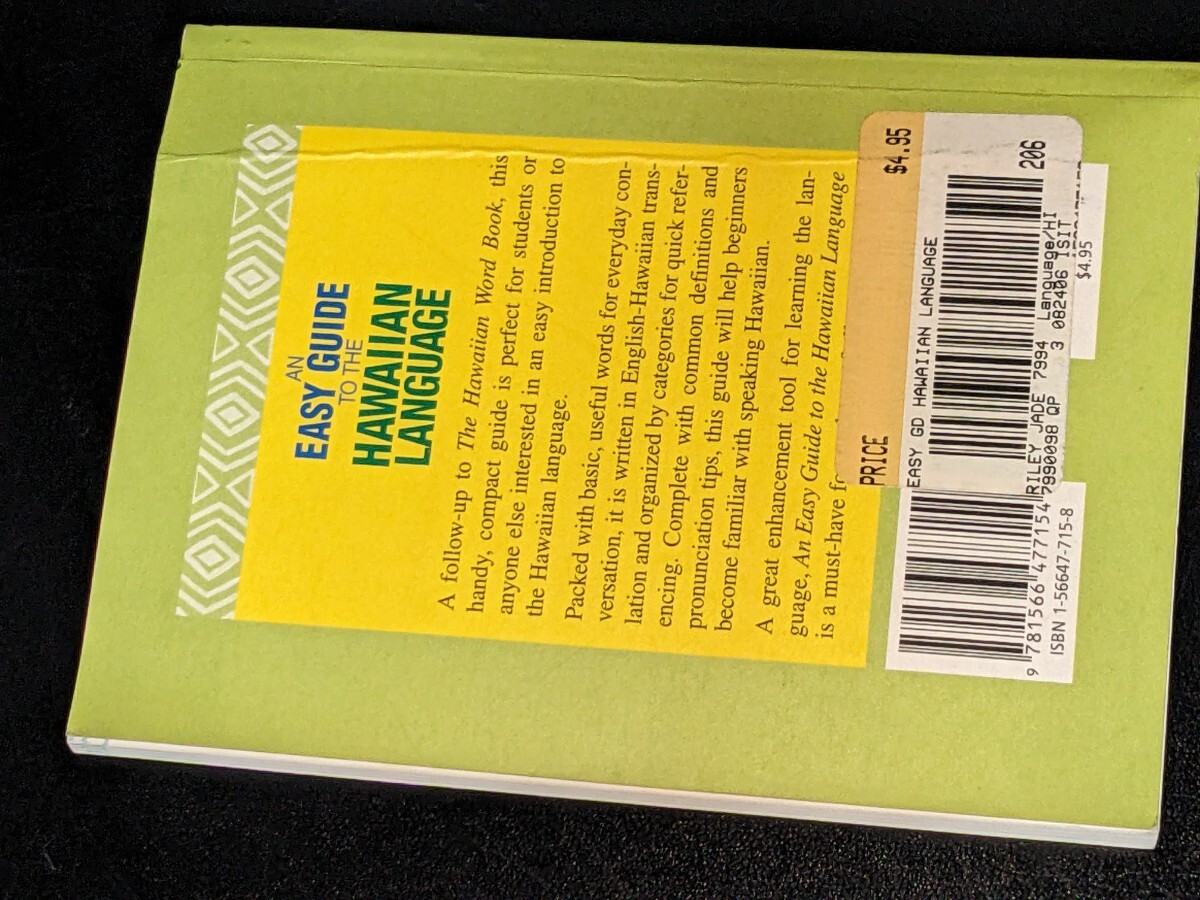 AN
EASY GUIDE
TO THE
HAWAIIAN
LANGUAGE
A follow-up to The Hawaiian Word Book, this
handy, compact guide is perfect for students or
anyone else interested in an easy introduction to
the Hawaiian language.
Packed with basic, useful words for everyday con-
versation, it is written in English-Hawaiian trans-
lation and organized by categories for quick refer-
encing. Complete with common definitions and
pronunciation tips, this guide will help beginners
become familiar with speaking Hawaiian.
A great enhancement tool for learning the lan-
guage, An Easy Guide to the Hawaiian Language
is a must-have
PRICE $4.95
EASY GD HAWAIIAN LANGUAGE
206
RILEY JADE 7994 Language/HI
7990098 QP 3 082406 ISIT
$4.95
9 781566 477154
ISBN 1-56647-715-8